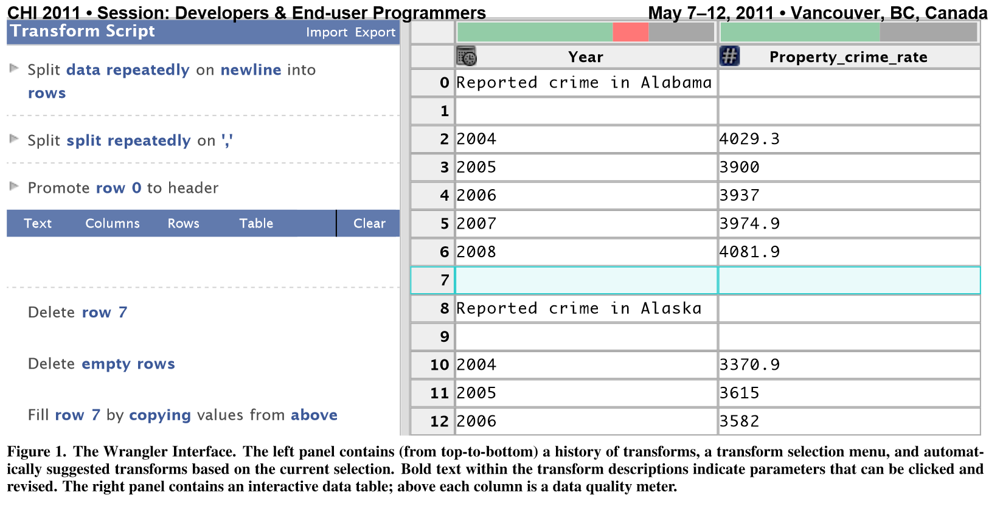 CHI 2011 • Session: Developers & End-user Programmers
May 7–12, 2011 • Vancouver, BC, Canada
Transform Script Import Export
Split data repeatedly on newline into
rows
Split split repeatedly on ','
Promote row 0 to header
Text Columns Rows Table Clear
Delete row 7
Delete empty rows
Fill row 7 by copying values from above
# Year Property_crime_rate
0 Reported crime in Alabama
1
2 2004 4029.3
3 2005 3900
4 2006 3937
5 2007 3974.9
6 2008 4081.9
7
8 Reported crime in Alaska
9
10 2004 3370.9
11 2005 3615
12 2006 3582
Figure 1. The Wrangler Interface. The left panel contains (from top-to-bottom) a history of transforms, a transform selection menu, and automat-
ically suggested transforms based on the current selection. Bold text within the transform descriptions indicate parameters that can be clicked and
revised. The right panel contains an interactive data table; above each column is a data quality meter.